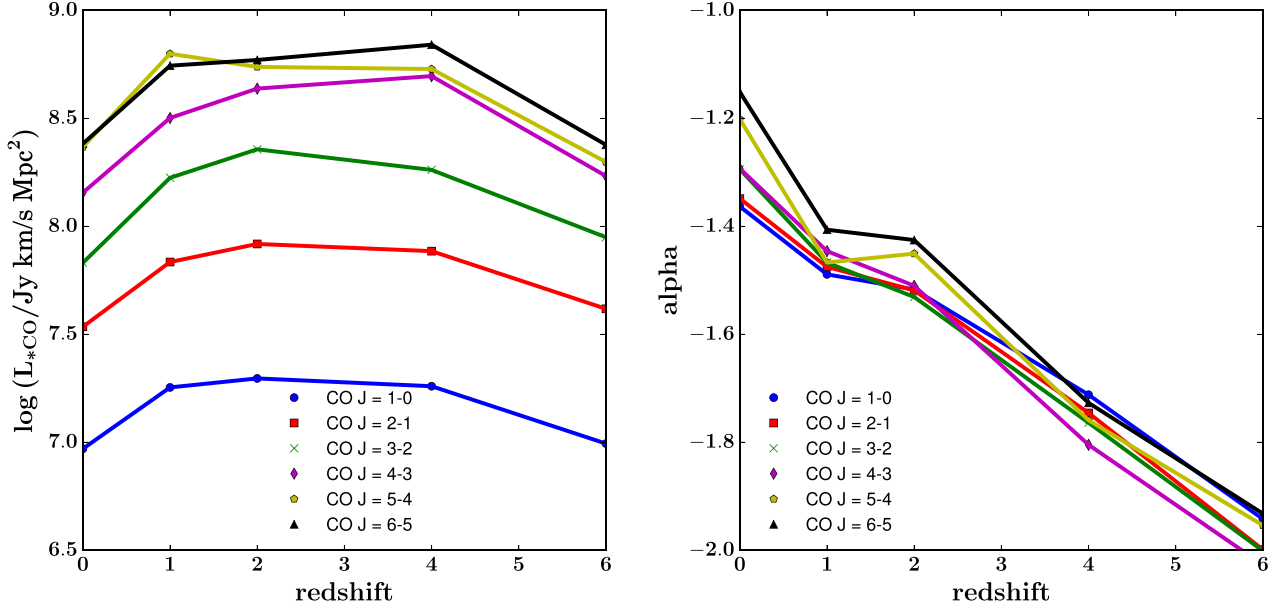 9.0
8.5
8.0
7.5
7.0
6.5
log (L*CO/Jy km/s Mpc²)
CO J = 1-0
CO J = 2-1
CO J = 3-2
CO J = 4-3
CO J = 5-4
CO J = 6-5
0 1 2 3 4 5 6
redshift
−1.0
−1.2
−1.4
−1.6
−1.8
−2.0
alpha
CO J = 1-0
CO J = 2-1
CO J = 3-2
CO J = 4-3
CO J = 5-4
CO J = 6-5
0 1 2 3 4 5 6
redshift